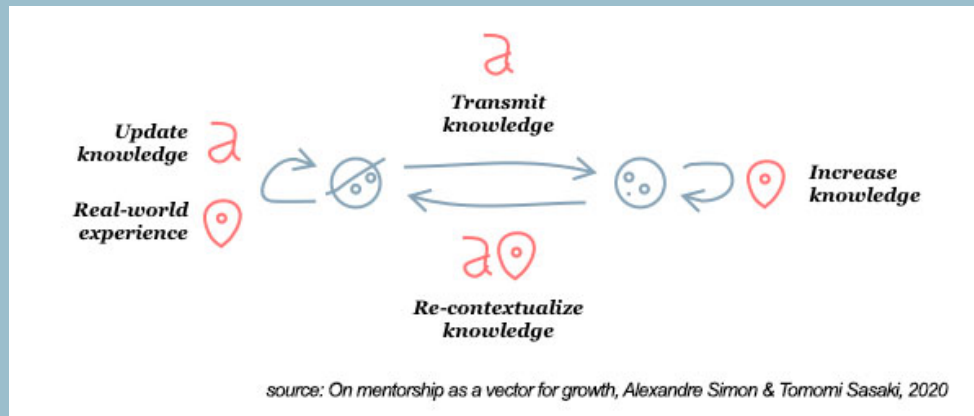 a
Transmit
knowledge
Update
knowledge
a
Real-world
experience
Increase
knowledge
a
Re-contextualize
knowledge
source: On mentorship as a vector for growth, Alexandre Simon & Tomomi Sasaki, 2020